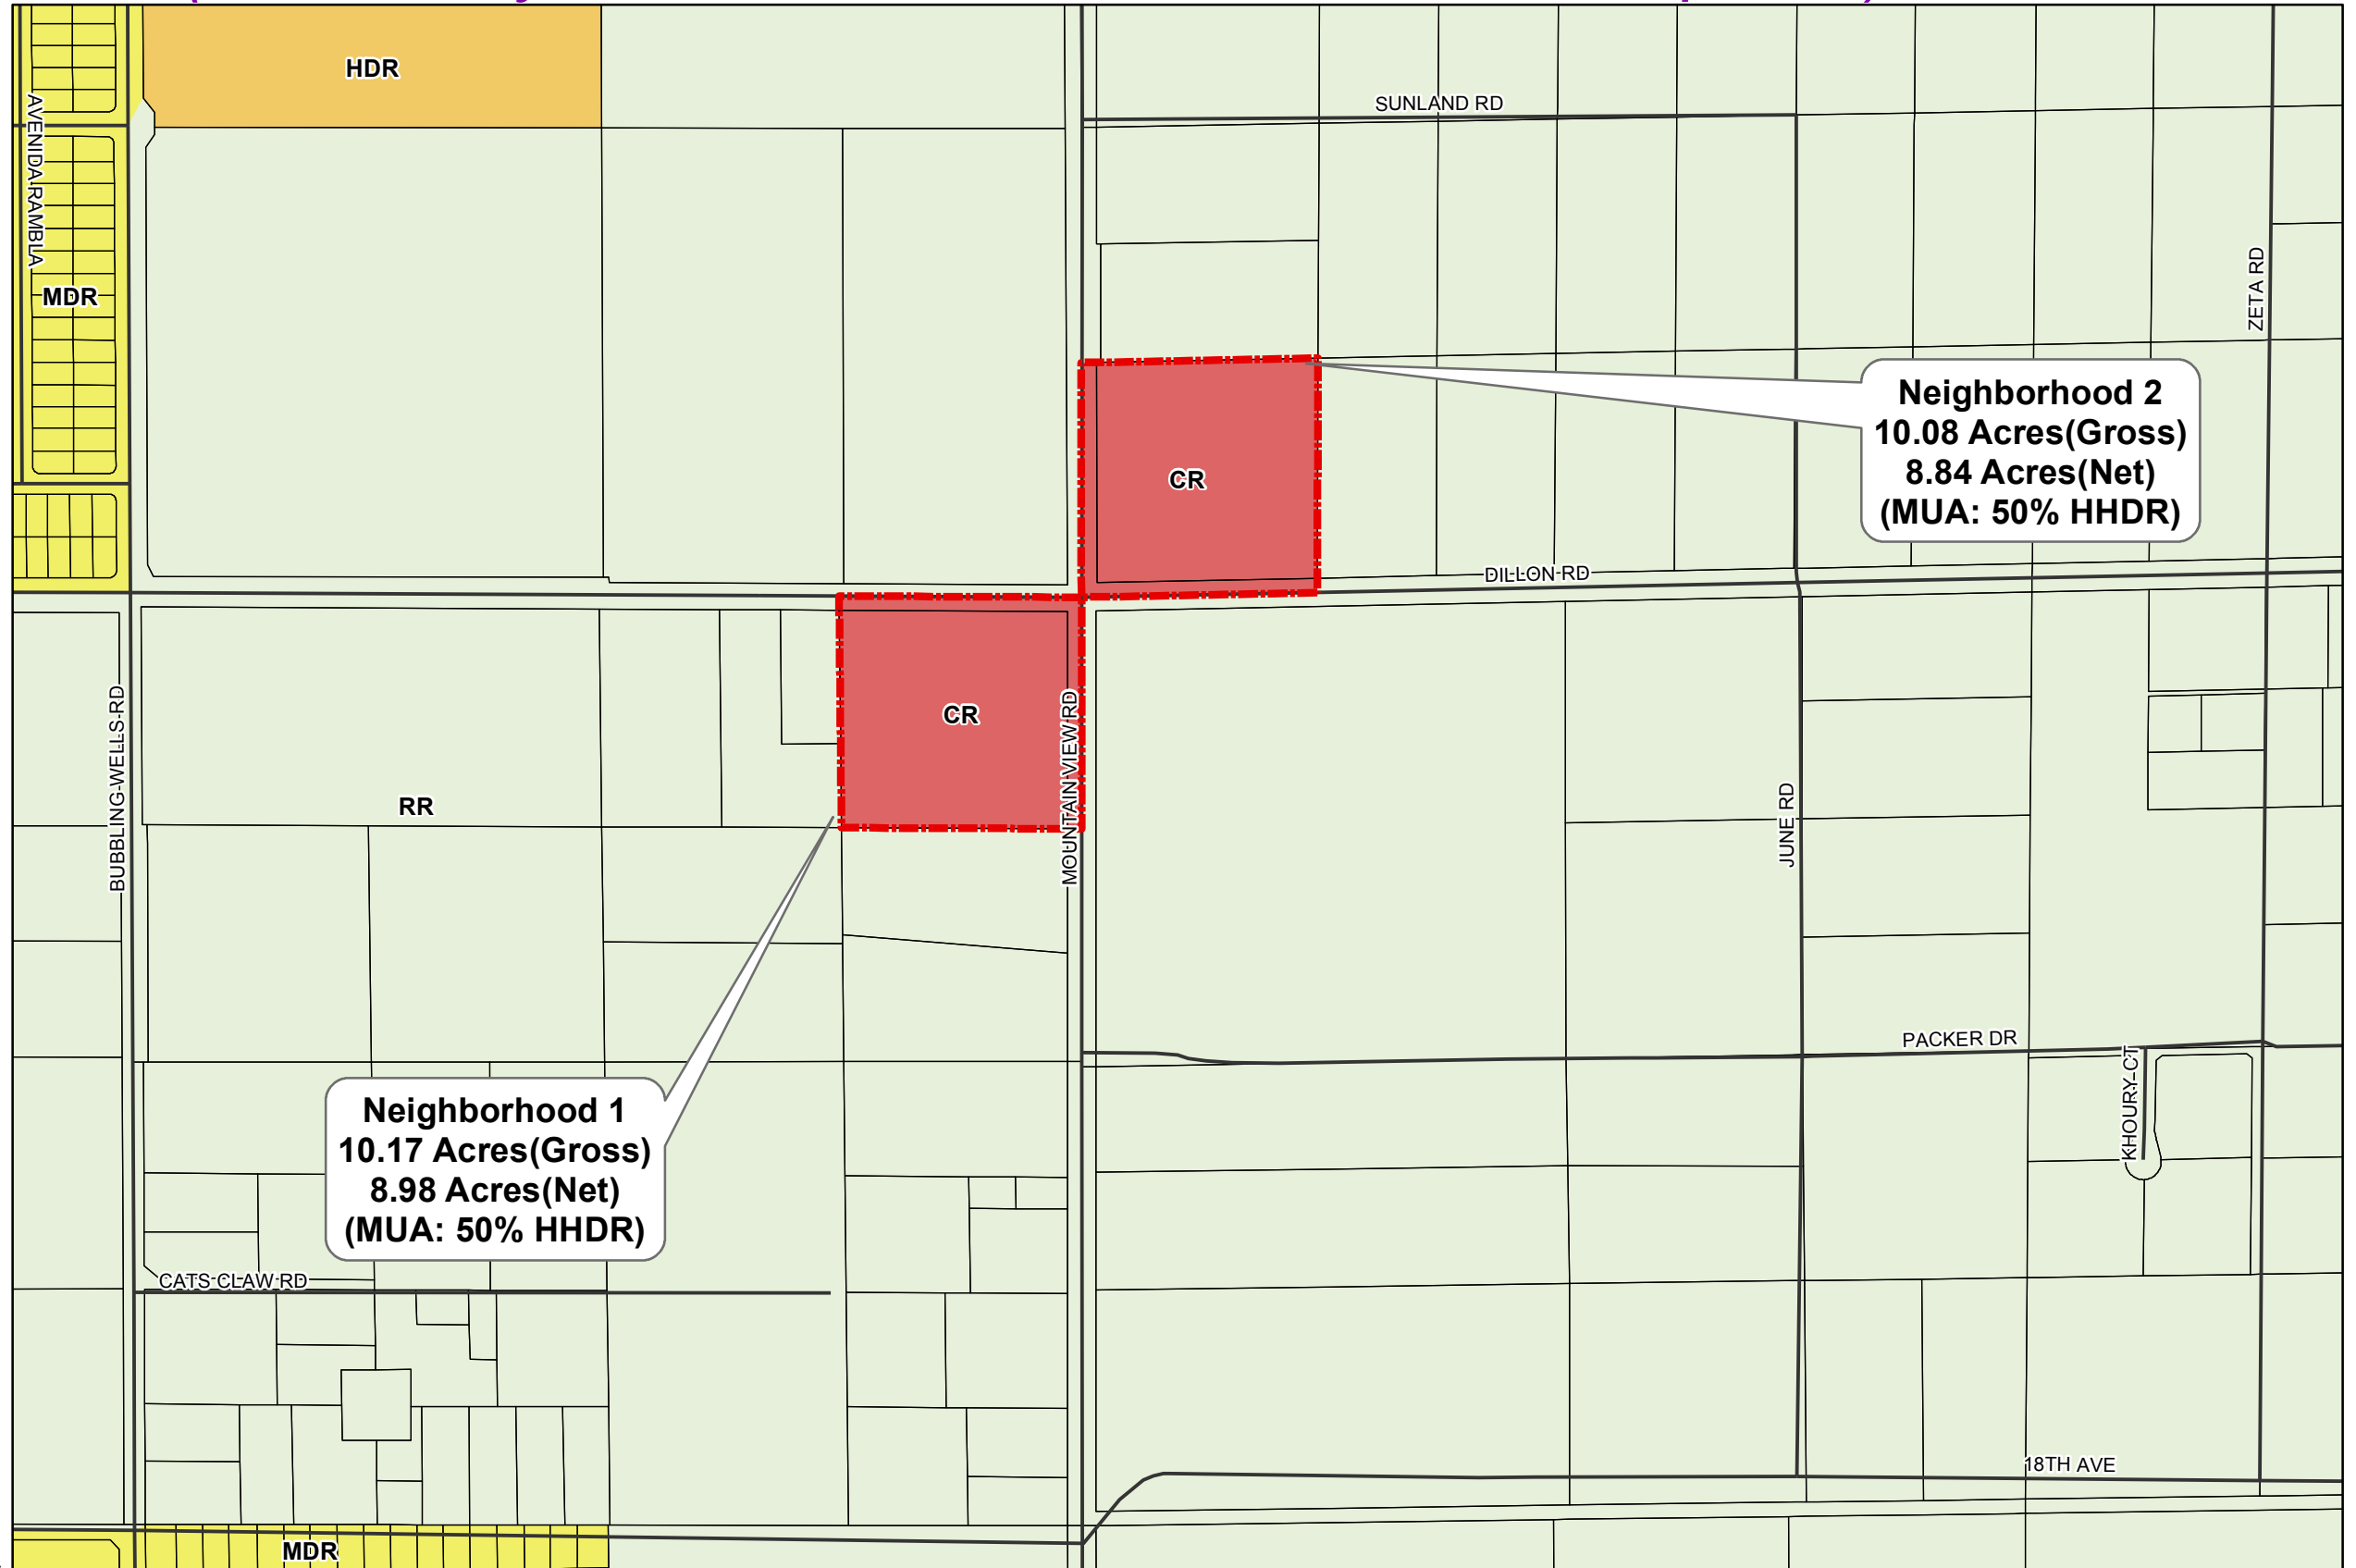 HDR
SUNLAND RD
AVENIDA RAMBLA
MDR
ZETA RD
Neighborhood 2
10.08 Acres(Gross)
8.84 Acres(Net)
(MUA: 50% HHDR)
CR
DILLON RD
CR
MOUNTAIN VIEW RD
BUBBLING WELLS RD
RR
JUNE RD
PACKER DR
KHOURY CT
Neighborhood 1
10.17 Acres(Gross)
8.98 Acres(Net)
(MUA: 50% HHDR)
CATS CLAW RD
18TH AVE
MDR